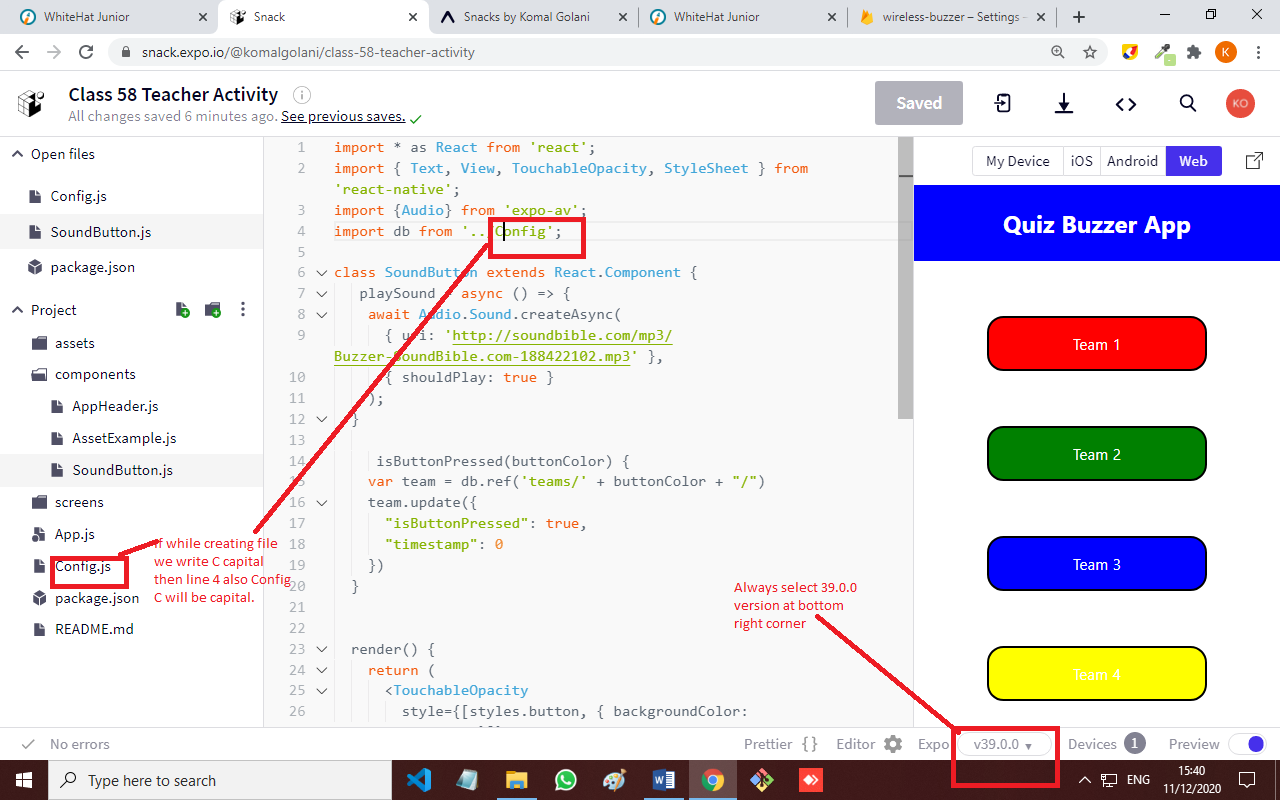 WhiteHat Junior
Snack
Snacks by Komal Golani
WhiteHat Junior
wireless-buzzer – Settings -
snack.expo.io/@komalgolani/class-58-teacher-activity
K
Class 58 Teacher Activity
All changes saved 6 minutes ago. See previous saves.
Saved
KO
Open files
Config.js
SoundButton.js
package.json
Project
assets
components
AppHeader.js
AssetExample.js
SoundButton.js
screens
App.js
Config.js
package.json
README.md
If while creating file
we write C capital
then line 4 also Config
C will be capital.
1 import * as React from 'react';
2 import { Text, View, TouchableOpacity, StyleSheet } from
'react-native';
3 import {Audio} from 'expo-av';
4 import db from '../Config';
5
6 class SoundButton extends React.Component {
7 playSound = async () => {
8 await Audio.Sound.createAsync(
9 { uri: 'http://soundbible.com/mp3/
Buzzer-SoundBible.com-188422102.mp3' },
10 { shouldPlay: true }
11 );
12 }
13
14 isButtonPressed(buttonColor) {
15 var team = db.ref('teams/' + buttonColor + "/")
16 team.update({
17 "isButtonPressed": true,
18 "timestamp": 0
19 })
20 }
21
22
23 render() {
24 return (
25 <TouchableOpacity
26 style={[styles.button, { backgroundColor:
Always select 39.0.0
version at bottom
right corner
My Device
iOS
Android
Web
Quiz Buzzer App
Team 1
Team 2
Team 3
Team 4
No errors
Prettier {}
Editor
Expo
v39.0.0
Devices 1
Preview
Type here to search
ENG
15:40
11/12/2020